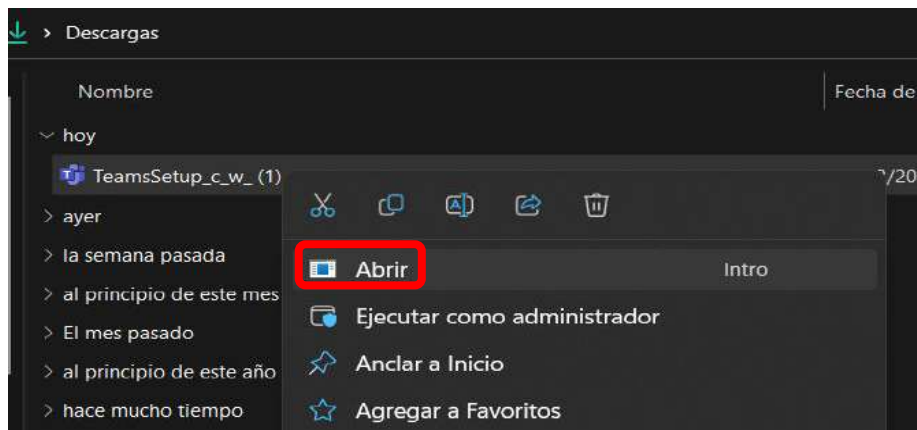 Descargas
Nombre Fecha de
hoy
TeamsSetup_c_w_ (1) /20
ayer
la semana pasada
Abrir Intro
al principio de este mes
Ejecutar como administrador
El mes pasado
Anclar a Inicio
al principio de este año
hace mucho tiempo
Agregar a Favoritos